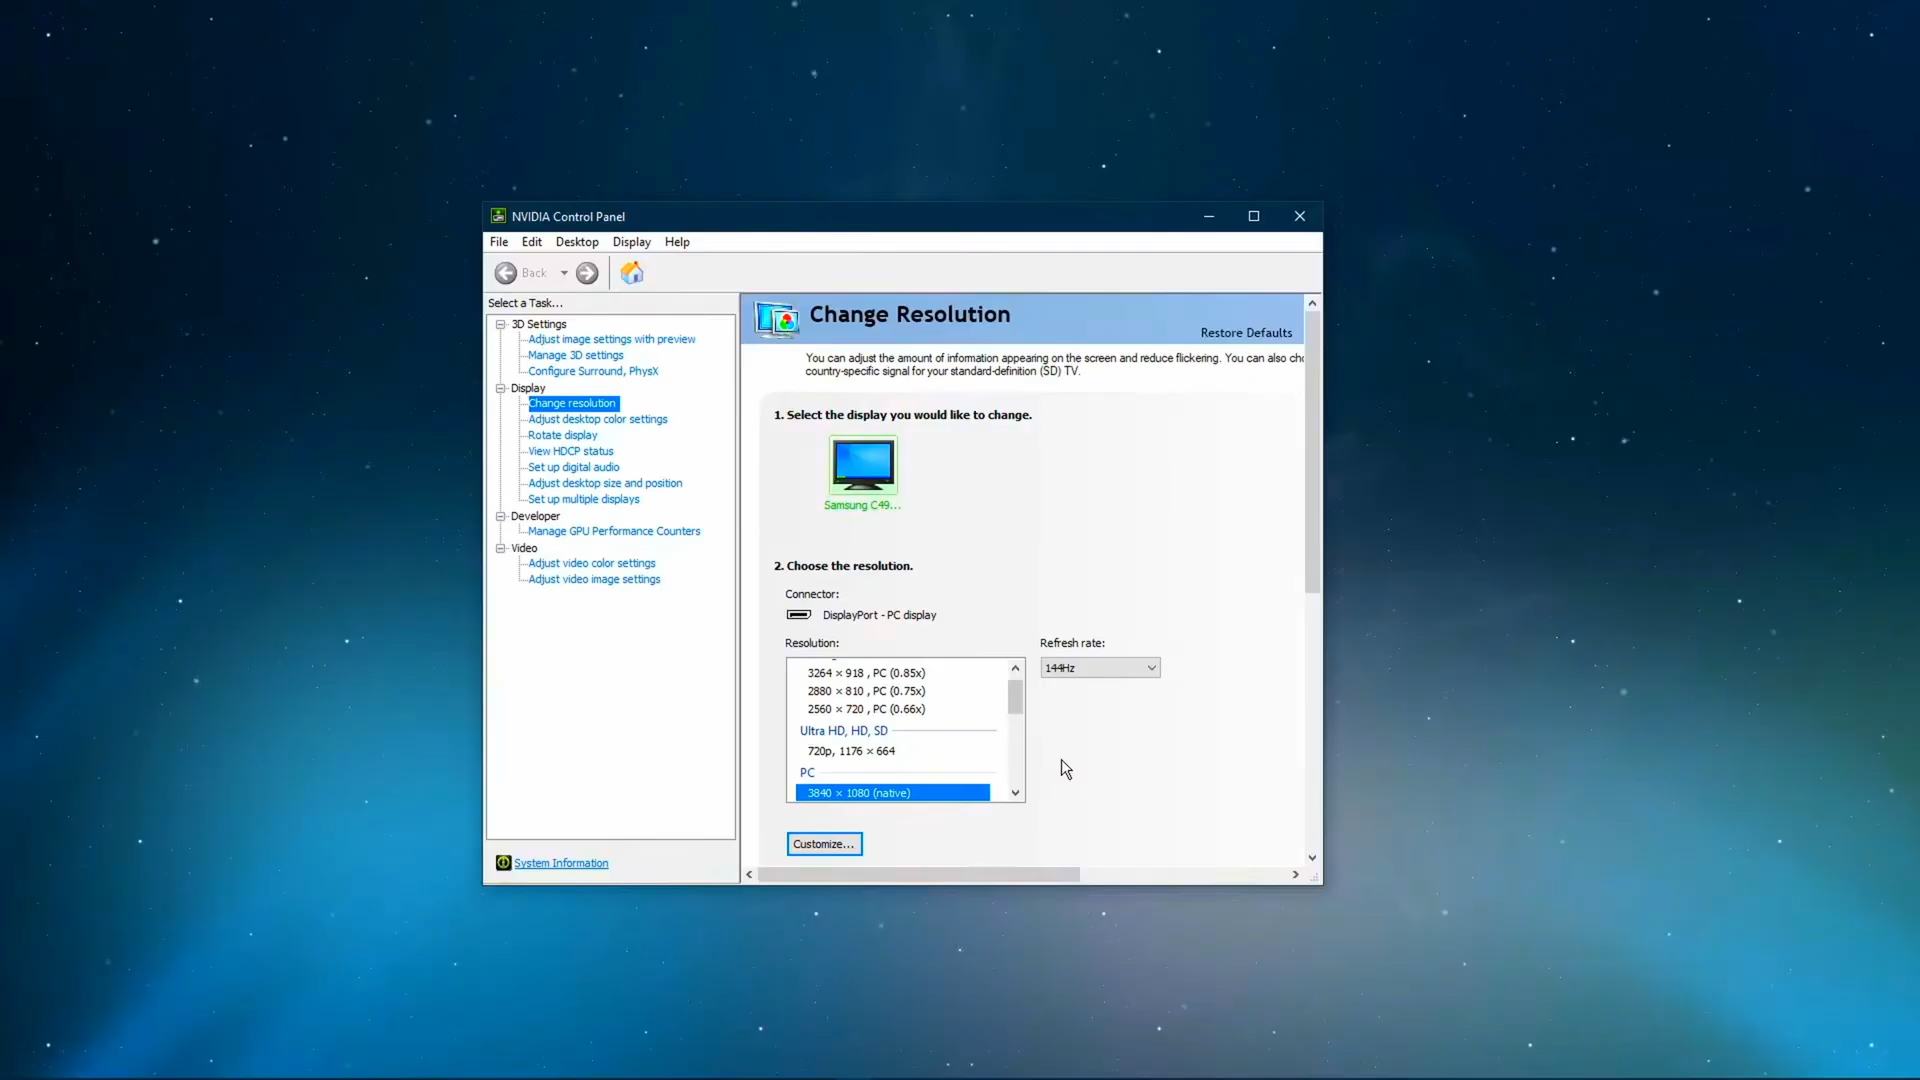 NVIDIA Control Panel
File Edit Desktop Display Help
Back
Select a Task...
3D Settings
Adjust image settings with preview
Manage 3D settings
Configure Surround, PhysX
Display
Change resolution
Adjust desktop color settings
Rotate display
View HDCP status
Set up digital audio
Adjust desktop size and position
Set up multiple displays
Developer
Manage GPU Performance Counters
Video
Adjust video color settings
Adjust video image settings
System Information
Change Resolution
Restore Defaults
You can adjust the amount of information appearing on the screen and reduce flickering. You can also
country-specific signal for your standard-definition (SD) TV.
1. Select the display you would like to change.
Samsung C49...
2. Choose the resolution.
Connector:
DisplayPort - PC display
Resolution:
3264 × 918 , PC (0.85x)
2880 × 810 , PC (0.75x)
2560 × 720 , PC (0.66x)
Ultra HD, HD, SD
720p, 1176 × 664
PC
3840 × 1080 (native)
Refresh rate:
144Hz
Customize...